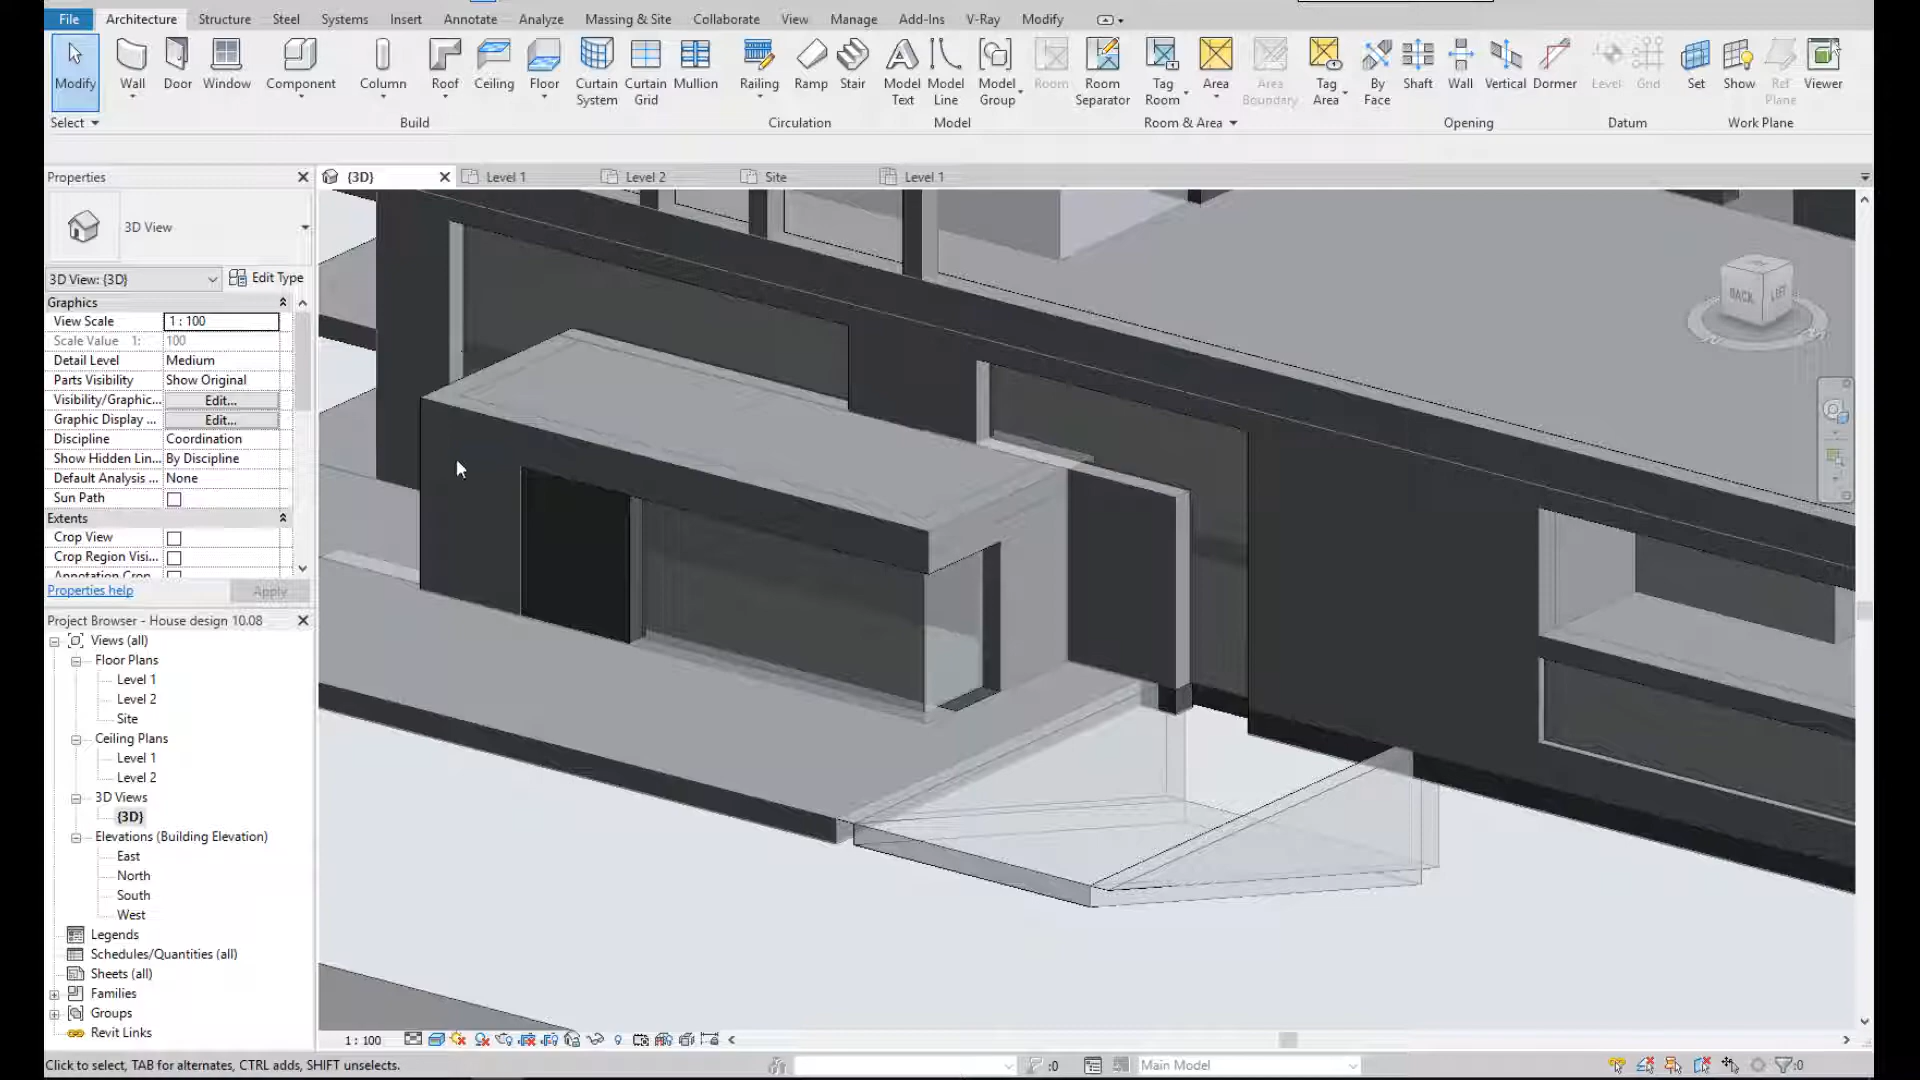 File Architecture Structure Steel Systems Insert Annotate Analyze Massing & Site Collaborate View Manage Add-Ins V-Ray Modify
Modify Wall Door Window Component Column Roof Ceiling Floor Curtain System Curtain Grid Mullion Railing Ramp Stair Model Text Model Line Model Group Room Room Separator Tag Room Area Area Boundary Tag Area By Face Shaft Wall Vertical Dormer Level Grid Set Show Ref Plane Viewer
Select Build Circulation Model Room & Area Opening Datum Work Plane
Properties
{3D} Level 1 Level 2 Site Level 1
3D View
3D View: {3D} Edit Type
Graphics
View Scale 1 : 100
Scale Value 1: 100
Detail Level Medium
Parts Visibility Show Original
Visibility/Graphic... Edit...
Graphic Display ... Edit...
Discipline Coordination
Show Hidden Lin... By Discipline
Default Analysis ... None
Sun Path
Extents
Crop View
Crop Region Visi...
Annotation Crop
Properties help Apply
Project Browser - House design 10.08
Views (all)
Floor Plans
Level 1
Level 2
Site
Ceiling Plans
Level 1
Level 2
3D Views
{3D}
Elevations (Building Elevation)
East
North
South
West
Legends
Schedules/Quantities (all)
Sheets (all)
Families
Groups
Revit Links
BACK LEFT
1 : 100
Click to select, TAB for alternates, CTRL adds, SHIFT unselects.
:0 Main Model :0